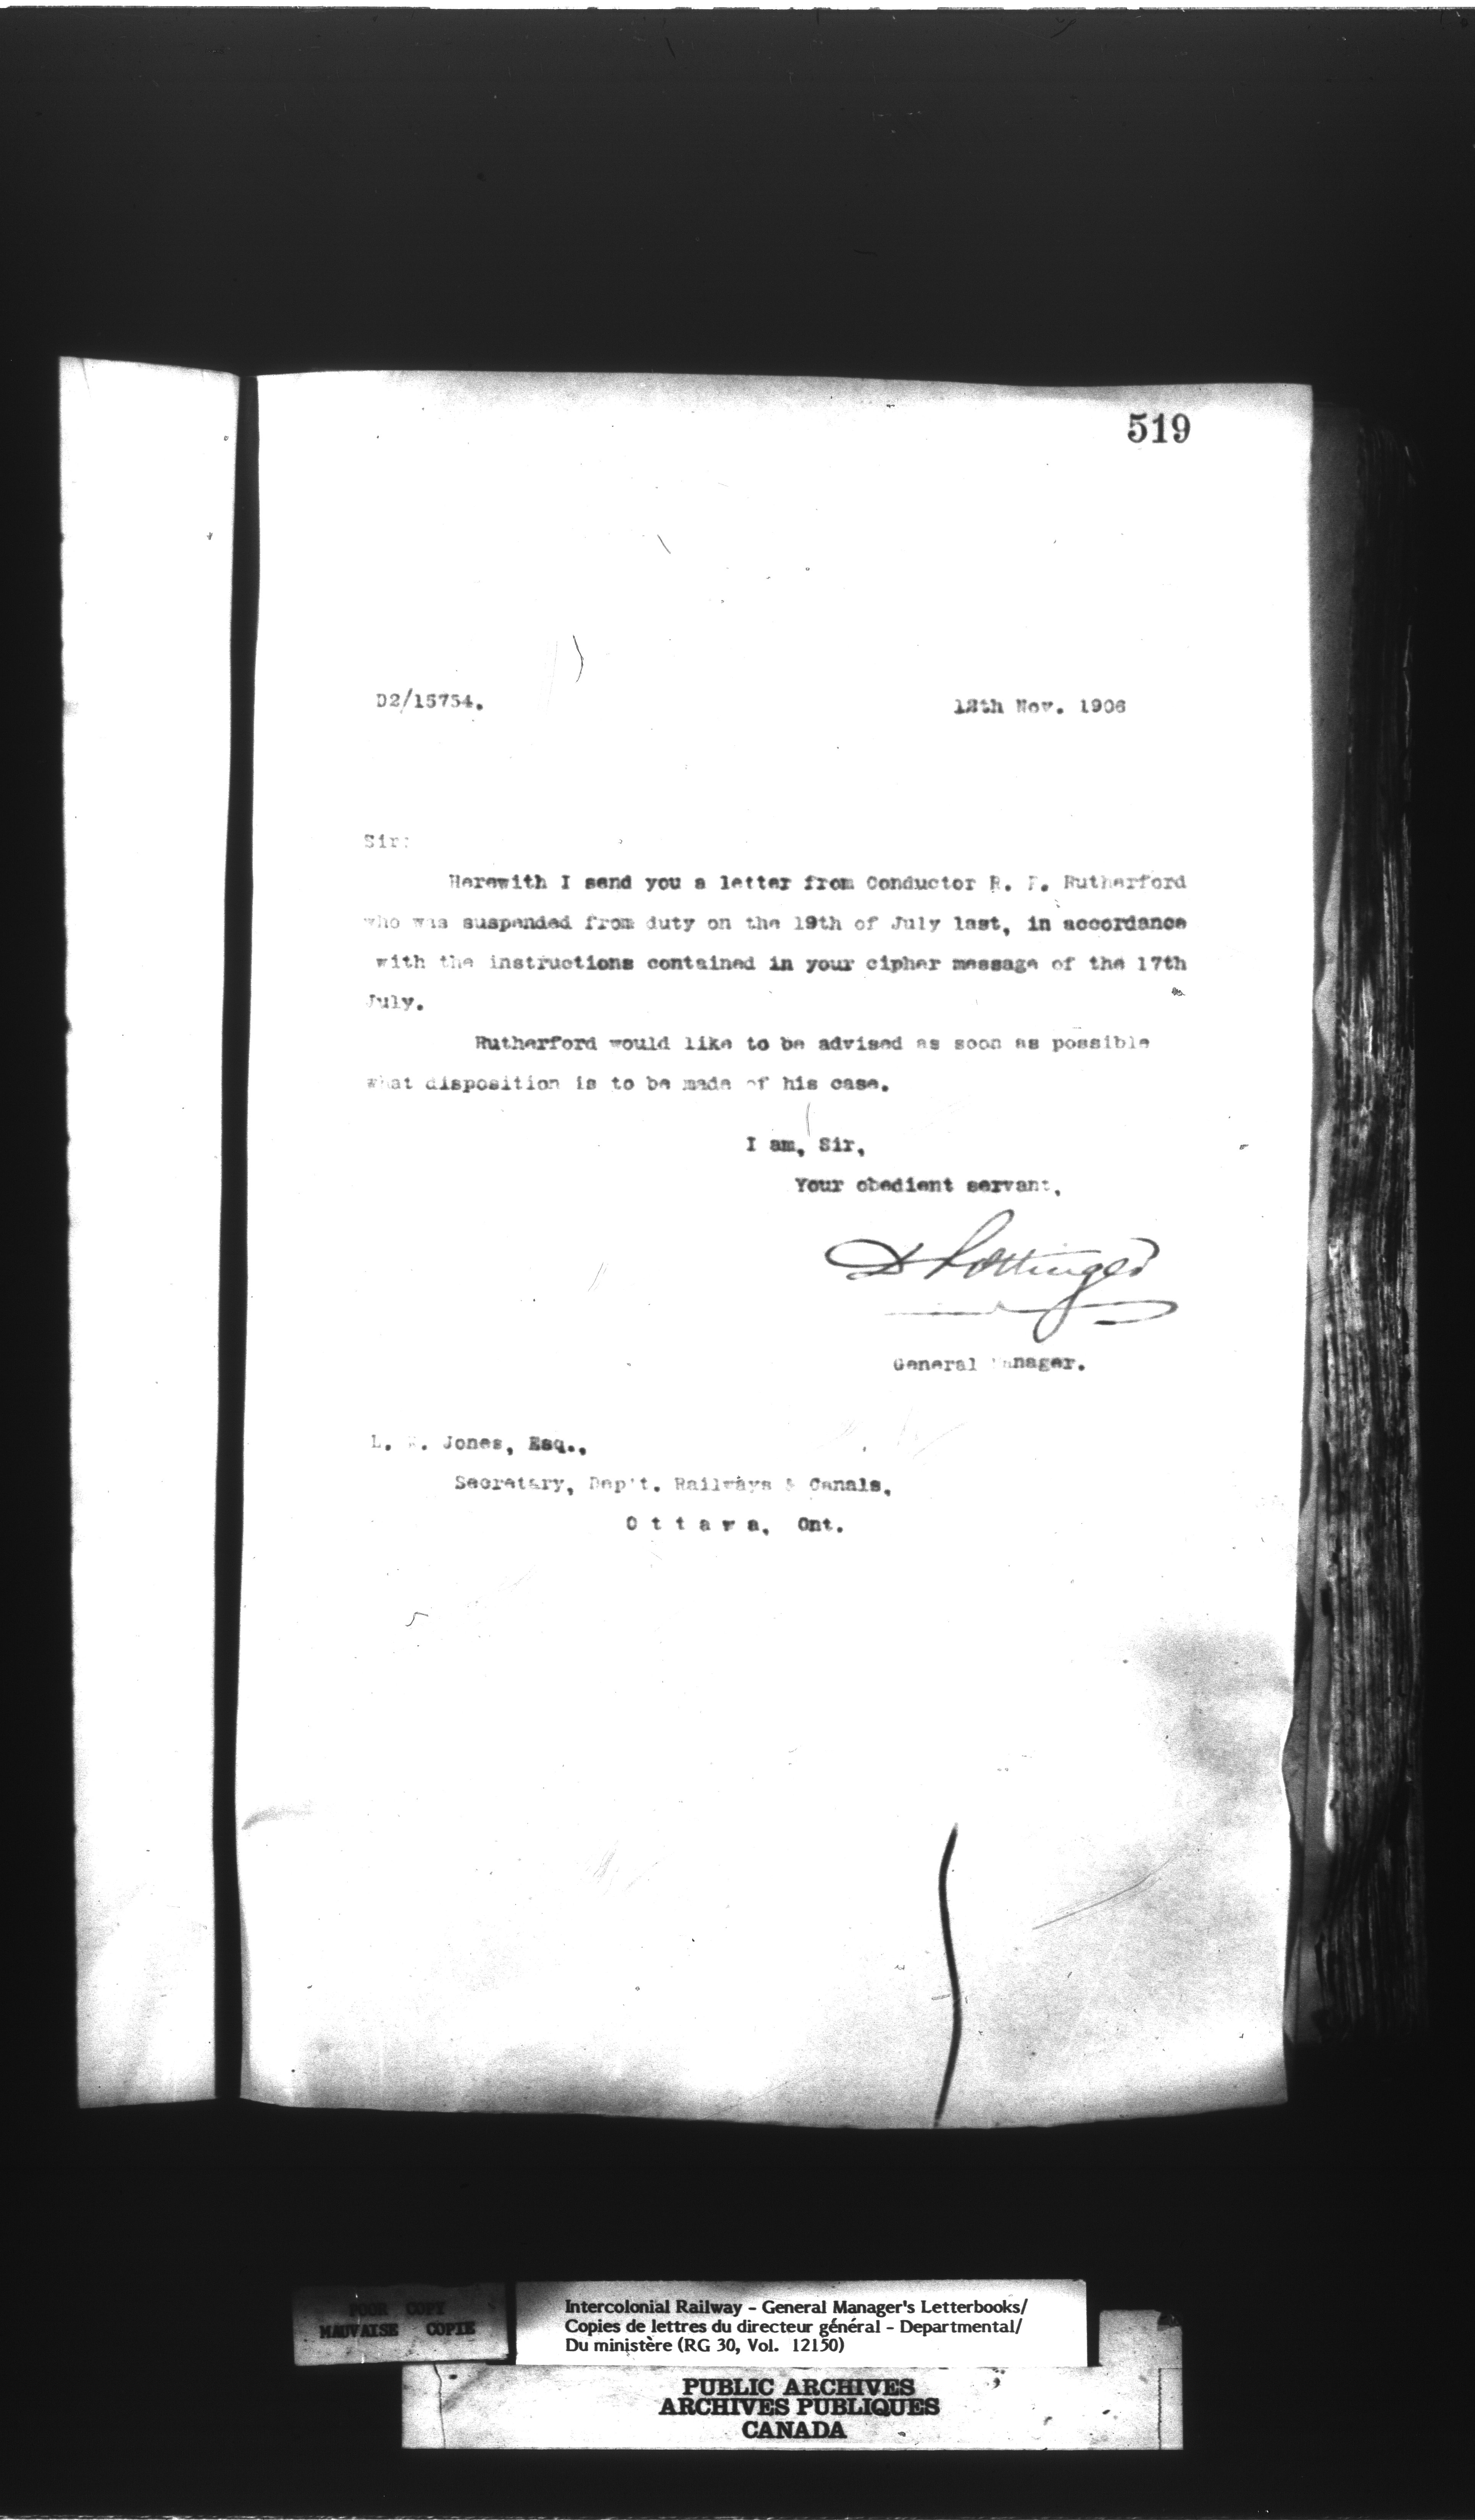 519
D2/15754.
12th Nov. 1906
Sir:
Herewith I send you a letter from Conductor R. P. Rutherford
who was suspended from duty on the 19th of July last, in accordance
with the instructions contained in your cipher message of the 17th
July.
Rutherford would like to be advised as soon as possible
what disposition is to be made of his case.
I am, Sir,
Your obedient servant,
D Pottinger
General Manager.
L. K. Jones, Esq.,
Secretary, Dep't. Railways & Canals,
O t t a w a, Ont.
POOR COPY
MAUVAISE COPIE
Intercolonial Railway - General Manager's Letterbooks/
Copies de lettres du directeur général - Departmental/
Du ministère (RG 30, Vol. 12150)
PUBLIC ARCHIVES
ARCHIVES PUBLIQUES
CANADA